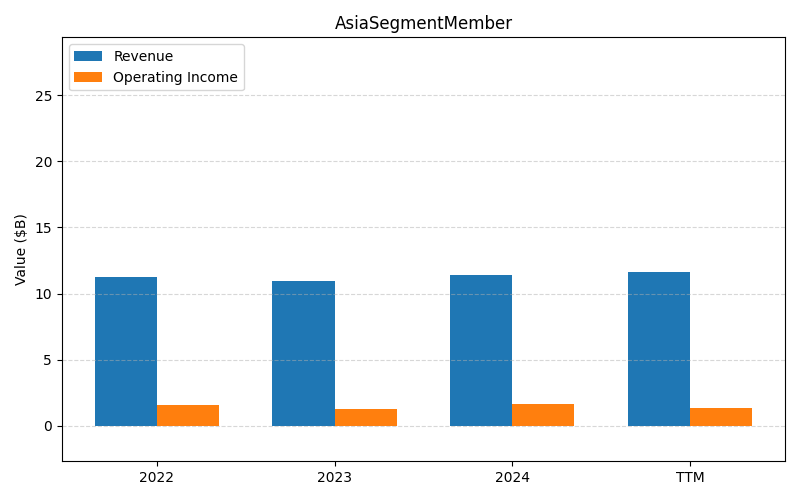 AsiaSegmentMember
Revenue
Operating Income
Value ($B)
25
20
15
10
5
0
2022 2023 2024 TTM